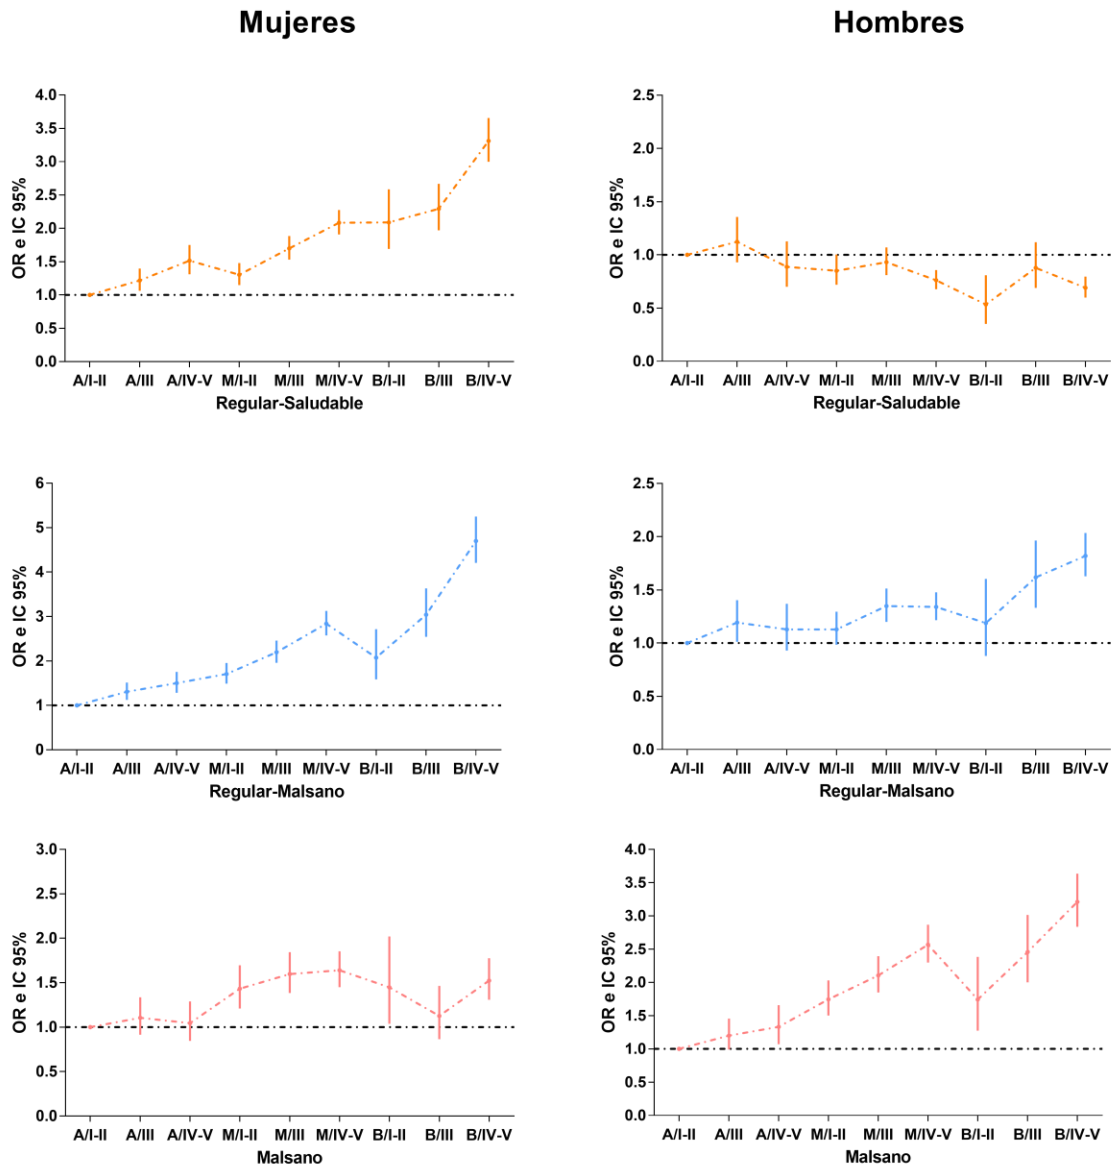 Mujeres
Hombres
OR e IC 95%
4.0
3.5
3.0
2.5
2.0
1.5
1.0
0.5
0.0
A/I-II A/III A/IV-V M/I-II M/III M/IV-V B/I-II B/III B/IV-V
Regular-Saludable
OR e IC 95%
2.5
2.0
1.5
1.0
0.5
0.0
A/I-II A/III A/IV-V M/I-II M/III M/IV-V B/I-II B/III B/IV-V
Regular-Saludable
OR e IC 95%
6
5
4
3
2
1
0
A/I-II A/III A/IV-V M/I-II M/III M/IV-V B/I-II B/III B/IV-V
Regular-Malsano
OR e IC 95%
2.5
2.0
1.5
1.0
0.5
0.0
A/I-II A/III A/IV-V M/I-II M/III M/IV-V B/I-II B/III B/IV-V
Regular-Malsano
OR e IC 95%
3.0
2.5
2.0
1.5
1.0
0.5
0.0
A/I-II A/III A/IV-V M/I-II M/III M/IV-V B/I-II B/III B/IV-V
Malsano
OR e IC 95%
4.0
3.5
3.0
2.5
2.0
1.5
1.0
0.5
0.0
A/I-II A/III A/IV-V M/I-II M/III M/IV-V B/I-II B/III B/IV-V
Malsano